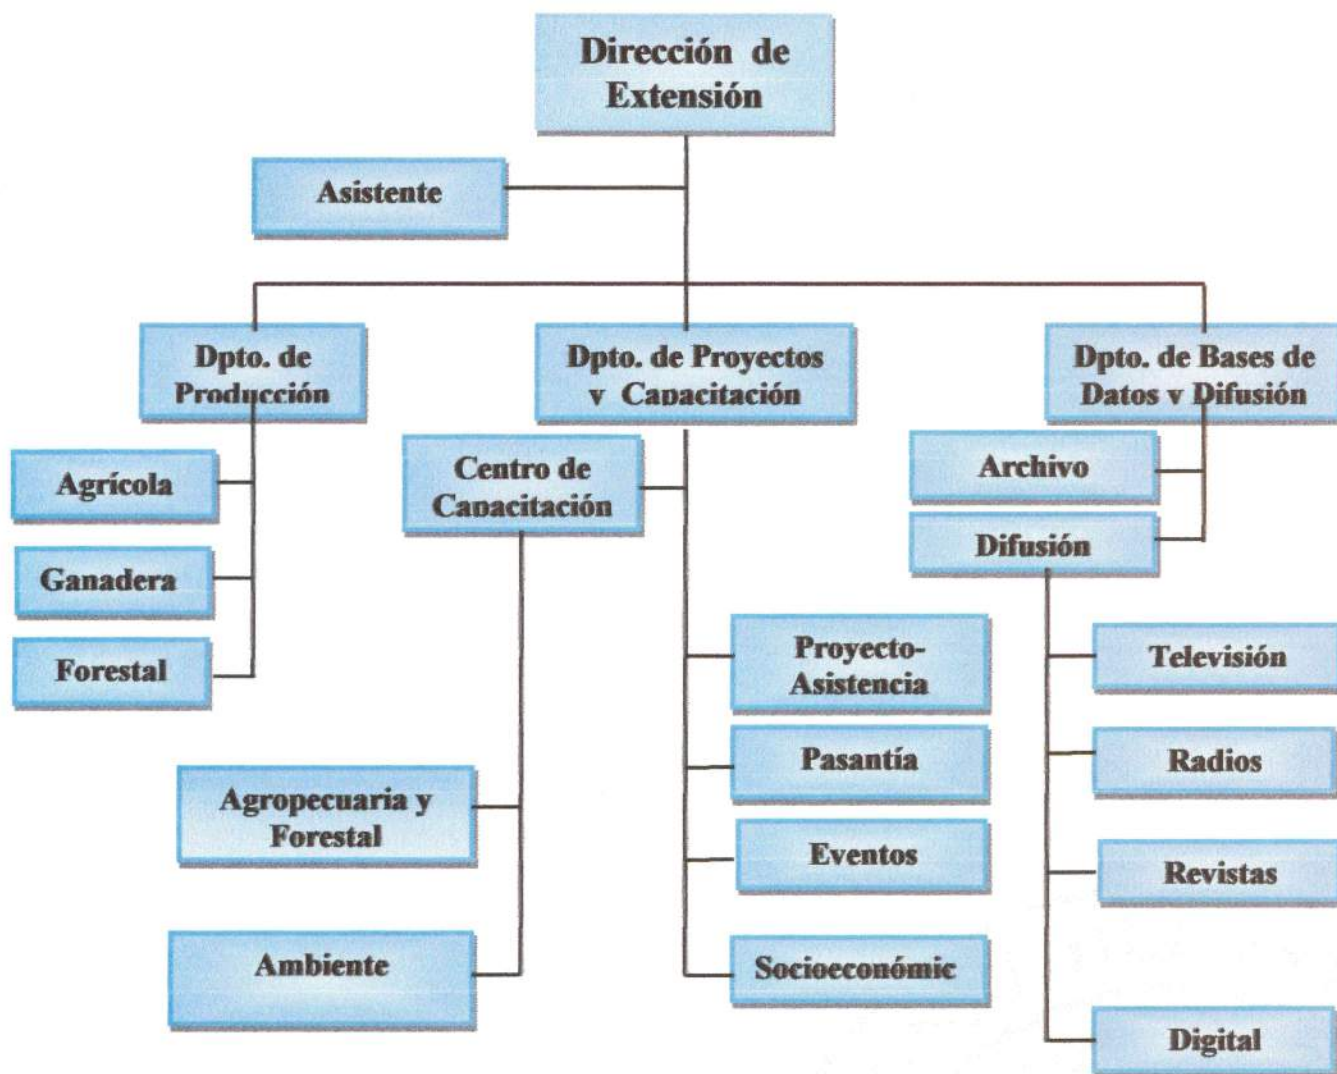 Dirección de
Extensión
Asistente
Dpto. de
Producción
Dpto. de Proyectos
y Capacitación
Dpto. de Bases de
Datos y Difusión
Agrícola
Ganadera
Forestal
Centro de
Capacitación
Agropecuaria y
Forestal
Ambiente
Proyecto-
Asistencia
Pasantía
Eventos
Socioeconómic
Archivo
Difusión
Televisión
Radios
Revistas
Digital